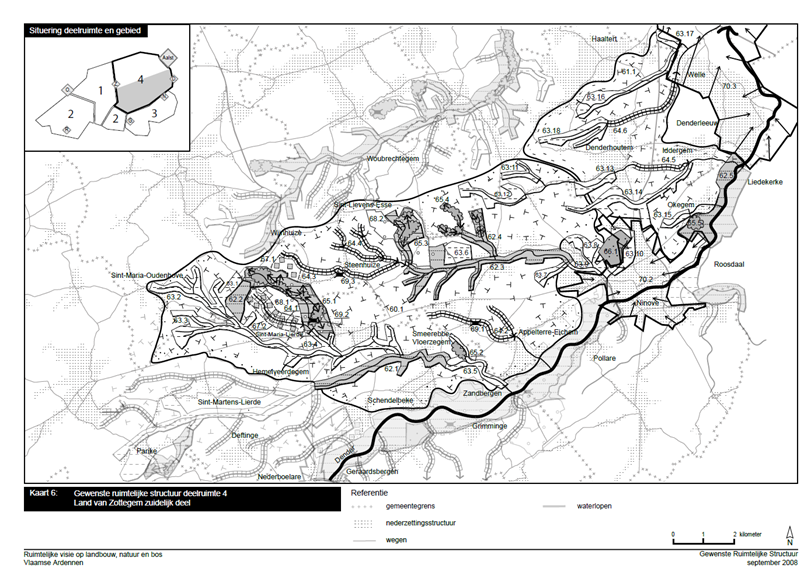 Situering deelruimte en gebied
Aalst
1
4
2
2
3
Haaltert
63.17
61.1
Welle
70.3
63.16
Denderleeuw
63.18
64.6
Denderhoutem
Iddergem
64.5
Woubrechtegem
63.11
63.13
62.5
Liedekerke
63.12
63.14
Sint-Lievens-Esse
65.4
Okegem
68.2
63.15
Winhuize
62.4
64.4
65.3
63.6
66.1
63.10
Roosdaal
67.1
Steenhuize
62.3
Sint-Maria-Oudenhove
64.3
69.3
70.2
63.2
62.2
68.1
65.1
60.1
Ninove
64.1
69.2
63.3
67.2
69.1
64.2
Sint-Maria-Lierde
Smeerebbe-
Vloerzegem
Appelterre-Eichem
63.4
65.2
Pollare
Hemelveerdegem
62.1
63.5
Zandbergen
Sint-Martens-Lierde
Schendelbeke
Grimminge
Deftinge
Parike
Dender
Geraardsbergen
Nederboelare
Kaart 6: Gewenste ruimtelijke structuur deelruimte 4
Land van Zottegem zuidelijk deel
Referentie
gemeentegrens
waterlopen
nederzettingsstructuur
wegen
0 1 2 kilometer
N
Ruimtelijke visie op landbouw, natuur en bos
Vlaamse Ardennen
Gewenste Ruimtelijke Structuur
september 2008